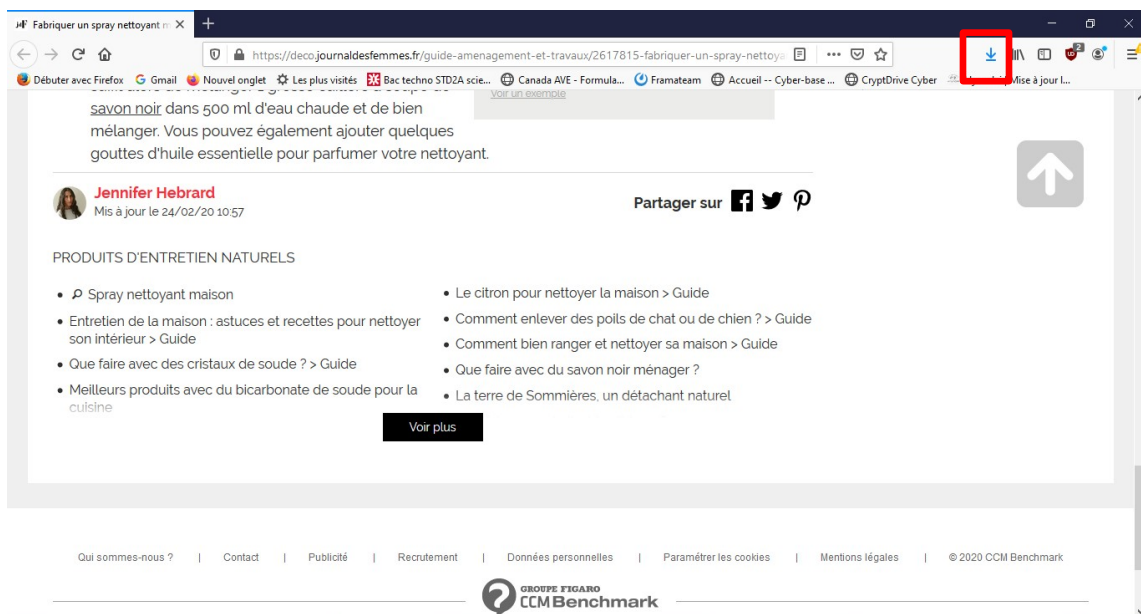 Fabriquer un spray nettoyant m
https://deco.journaldesfemmes.fr/guide-amenagement-et-travaux/2617815-fabriquer-un-spray-nettoya
2
Débuter avec Firefox Gmail Nouvel onglet Les plus visités Bac techno STD2A scie... Canada AVE - Formula... Framateam Accueil -- Cyber-base ... CryptDrive Cyber Mise à jour l...
Voir un exemple
savon noir dans 500 ml d'eau chaude et de bien
mélanger. Vous pouvez également ajouter quelques
gouttes d'huile essentielle pour parfumer votre nettoyant.
Jennifer Hebrard
Mis à jour le 24/02/20 10:57
Partager sur
PRODUITS D'ENTRETIEN NATURELS
Spray nettoyant maison
Entretien de la maison : astuces et recettes pour nettoyer
son intérieur > Guide
Que faire avec des cristaux de soude ? > Guide
Meilleurs produits avec du bicarbonate de soude pour la
cuisine
Le citron pour nettoyer la maison > Guide
Comment enlever des poils de chat ou de chien ? > Guide
Comment bien ranger et nettoyer sa maison > Guide
Que faire avec du savon noir ménager ?
La terre de Sommières, un détachant naturel
Voir plus
Qui sommes-nous ? | Contact | Publicité | Recrutement | Données personnelles | Paramétrer les cookies | Mentions légales | © 2020 CCM Benchmark
GROUPE FIGARO
CCMBenchmark